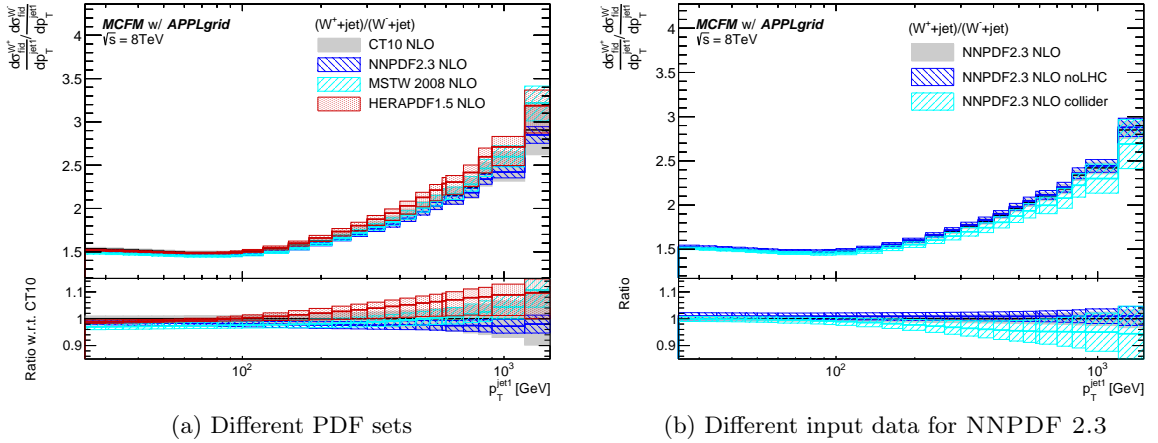 dσ_fid^{W+}/dp_T^{jet1} / dσ_fid^{W-}/dp_T^{jet1}
MCFM w/ APPLgrid
√s = 8TeV
(W⁺+jet)/(W⁻+jet)
CT10 NLO
NNPDF2.3 NLO
MSTW 2008 NLO
HERAPDF1.5 NLO
4
3.5
3
2.5
2
1.5
Ratio w.r.t. CT10
1.1
1
0.9
10²
10³
p_T^{jet1} [GeV]
(a) Different PDF sets
dσ_fid^{W+}/dp_T^{jet1} / dσ_fid^{W-}/dp_T^{jet1}
MCFM w/ APPLgrid
√s = 8TeV
(W⁺+jet)/(W⁻+jet)
NNPDF2.3 NLO
NNPDF2.3 NLO noLHC
NNPDF2.3 NLO collider
4
3.5
3
2.5
2
1.5
Ratio
1.1
1
0.9
10²
10³
p_T^{jet1} [GeV]
(b) Different input data for NNPDF 2.3